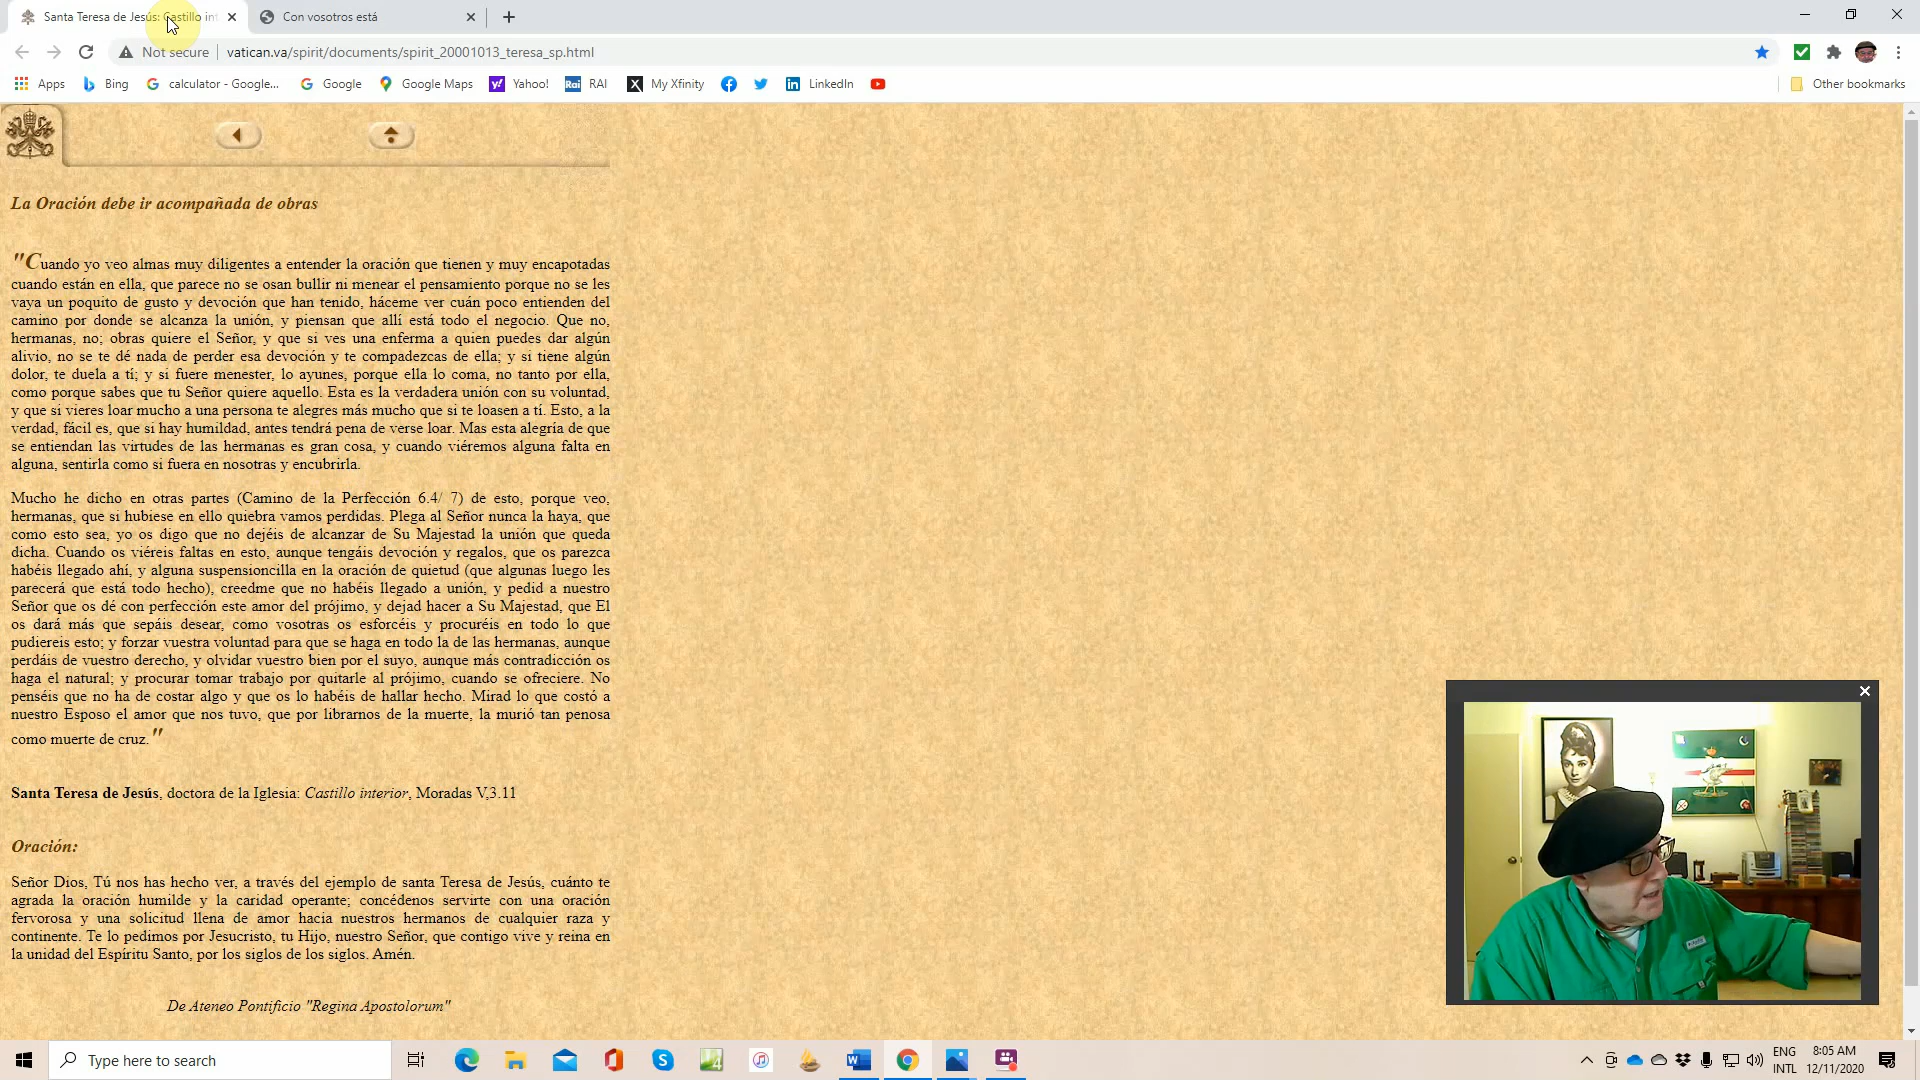 Santa Teresa de Jesús: Castillo int
Con vosotros está
Not secure
vatican.va/spirit/documents/spirit_20001013_teresa_sp.html
Apps
Bing
calculator - Google...
Google
Google Maps
Yahoo!
RAI
My Xfinity
LinkedIn
Other bookmarks
La Oración debe ir acompañada de obras
"Cuando yo veo almas muy diligentes a entender la oración que tienen y muy encapotadas
cuando están en ella, que parece no se osan bullir ni menear el pensamiento porque no se les
vaya un poquito de gusto y devoción que han tenido, háceme ver cuán poco entienden del
camino por donde se alcanza la unión, y piensan que allí está todo el negocio. Que no,
hermanas, no; obras quiere el Señor, y que si ves una enferma a quien puedes dar algún
alivio, no se te dé nada de perder esa devoción y te compadezcas de ella; y si tiene algún
dolor, te duela a tí; y si fuere menester, lo ayunes, porque ella lo coma, no tanto por ella,
como porque sabes que tu Señor quiere aquello. Esta es la verdadera unión con su voluntad,
y que si vieres loar mucho a una persona te alegres más mucho que si te loasen a tí. Esto, a la
verdad, fácil es, que si hay humildad, antes tendrá pena de verse loar. Mas esta alegría de que
se entiendan las virtudes de las hermanas es gran cosa, y cuando viéremos alguna falta en
alguna, sentirla como si fuera en nosotras y encubrirla.
Mucho he dicho en otras partes (Camino de la Perfección 6.4/ 7) de esto, porque veo,
hermanas, que si hubiese en ello quiebra vamos perdidas. Plega al Señor nunca la haya, que
como esto sea, yo os digo que no dejéis de alcanzar de Su Majestad la unión que queda
dicha. Cuando os viéreis faltas en esto, aunque tengáis devoción y regalos, que os parezca
habéis llegado ahí, y alguna suspensioncilla en la oración de quietud (que algunas luego les
parecerá que está todo hecho), creedme que no habéis llegado a unión, y pedid a nuestro
Señor que os dé con perfección este amor del prójimo, y dejad hacer a Su Majestad, que El
os dará más que sepáis desear, como vosotras os esforcéis y procuréis en todo lo que
pudiereis esto; y forzar vuestra voluntad para que se haga en todo la de las hermanas, aunque
perdáis de vuestro derecho, y olvidar vuestro bien por el suyo, aunque más contradicción os
haga el natural; y procurar tomar trabajo por quitarle al prójimo, cuando se ofreciere. No
penséis que no ha de costar algo y que os lo habéis de hallar hecho. Mirad lo que costó a
nuestro Esposo el amor que nos tuvo, que por librarnos de la muerte, la murió tan penosa
como muerte de cruz."
Santa Teresa de Jesús, doctora de la Iglesia: Castillo interior, Moradas V,3.11
Oración:
Señor Dios, Tú nos has hecho ver, a través del ejemplo de santa Teresa de Jesús, cuánto te
agrada la oración humilde y la caridad operante; concédenos servirte con una oración
fervorosa y una solicitud llena de amor hacia nuestros hermanos de cualquier raza y
continente. Te lo pedimos por Jesucristo, tu Hijo, nuestro Señor, que contigo vive y reina en
la unidad del Espíritu Santo, por los siglos de los siglos. Amén.
De Ateneo Pontificio "Regina Apostolorum"
Type here to search
ENG
INTL
8:05 AM
12/11/2020